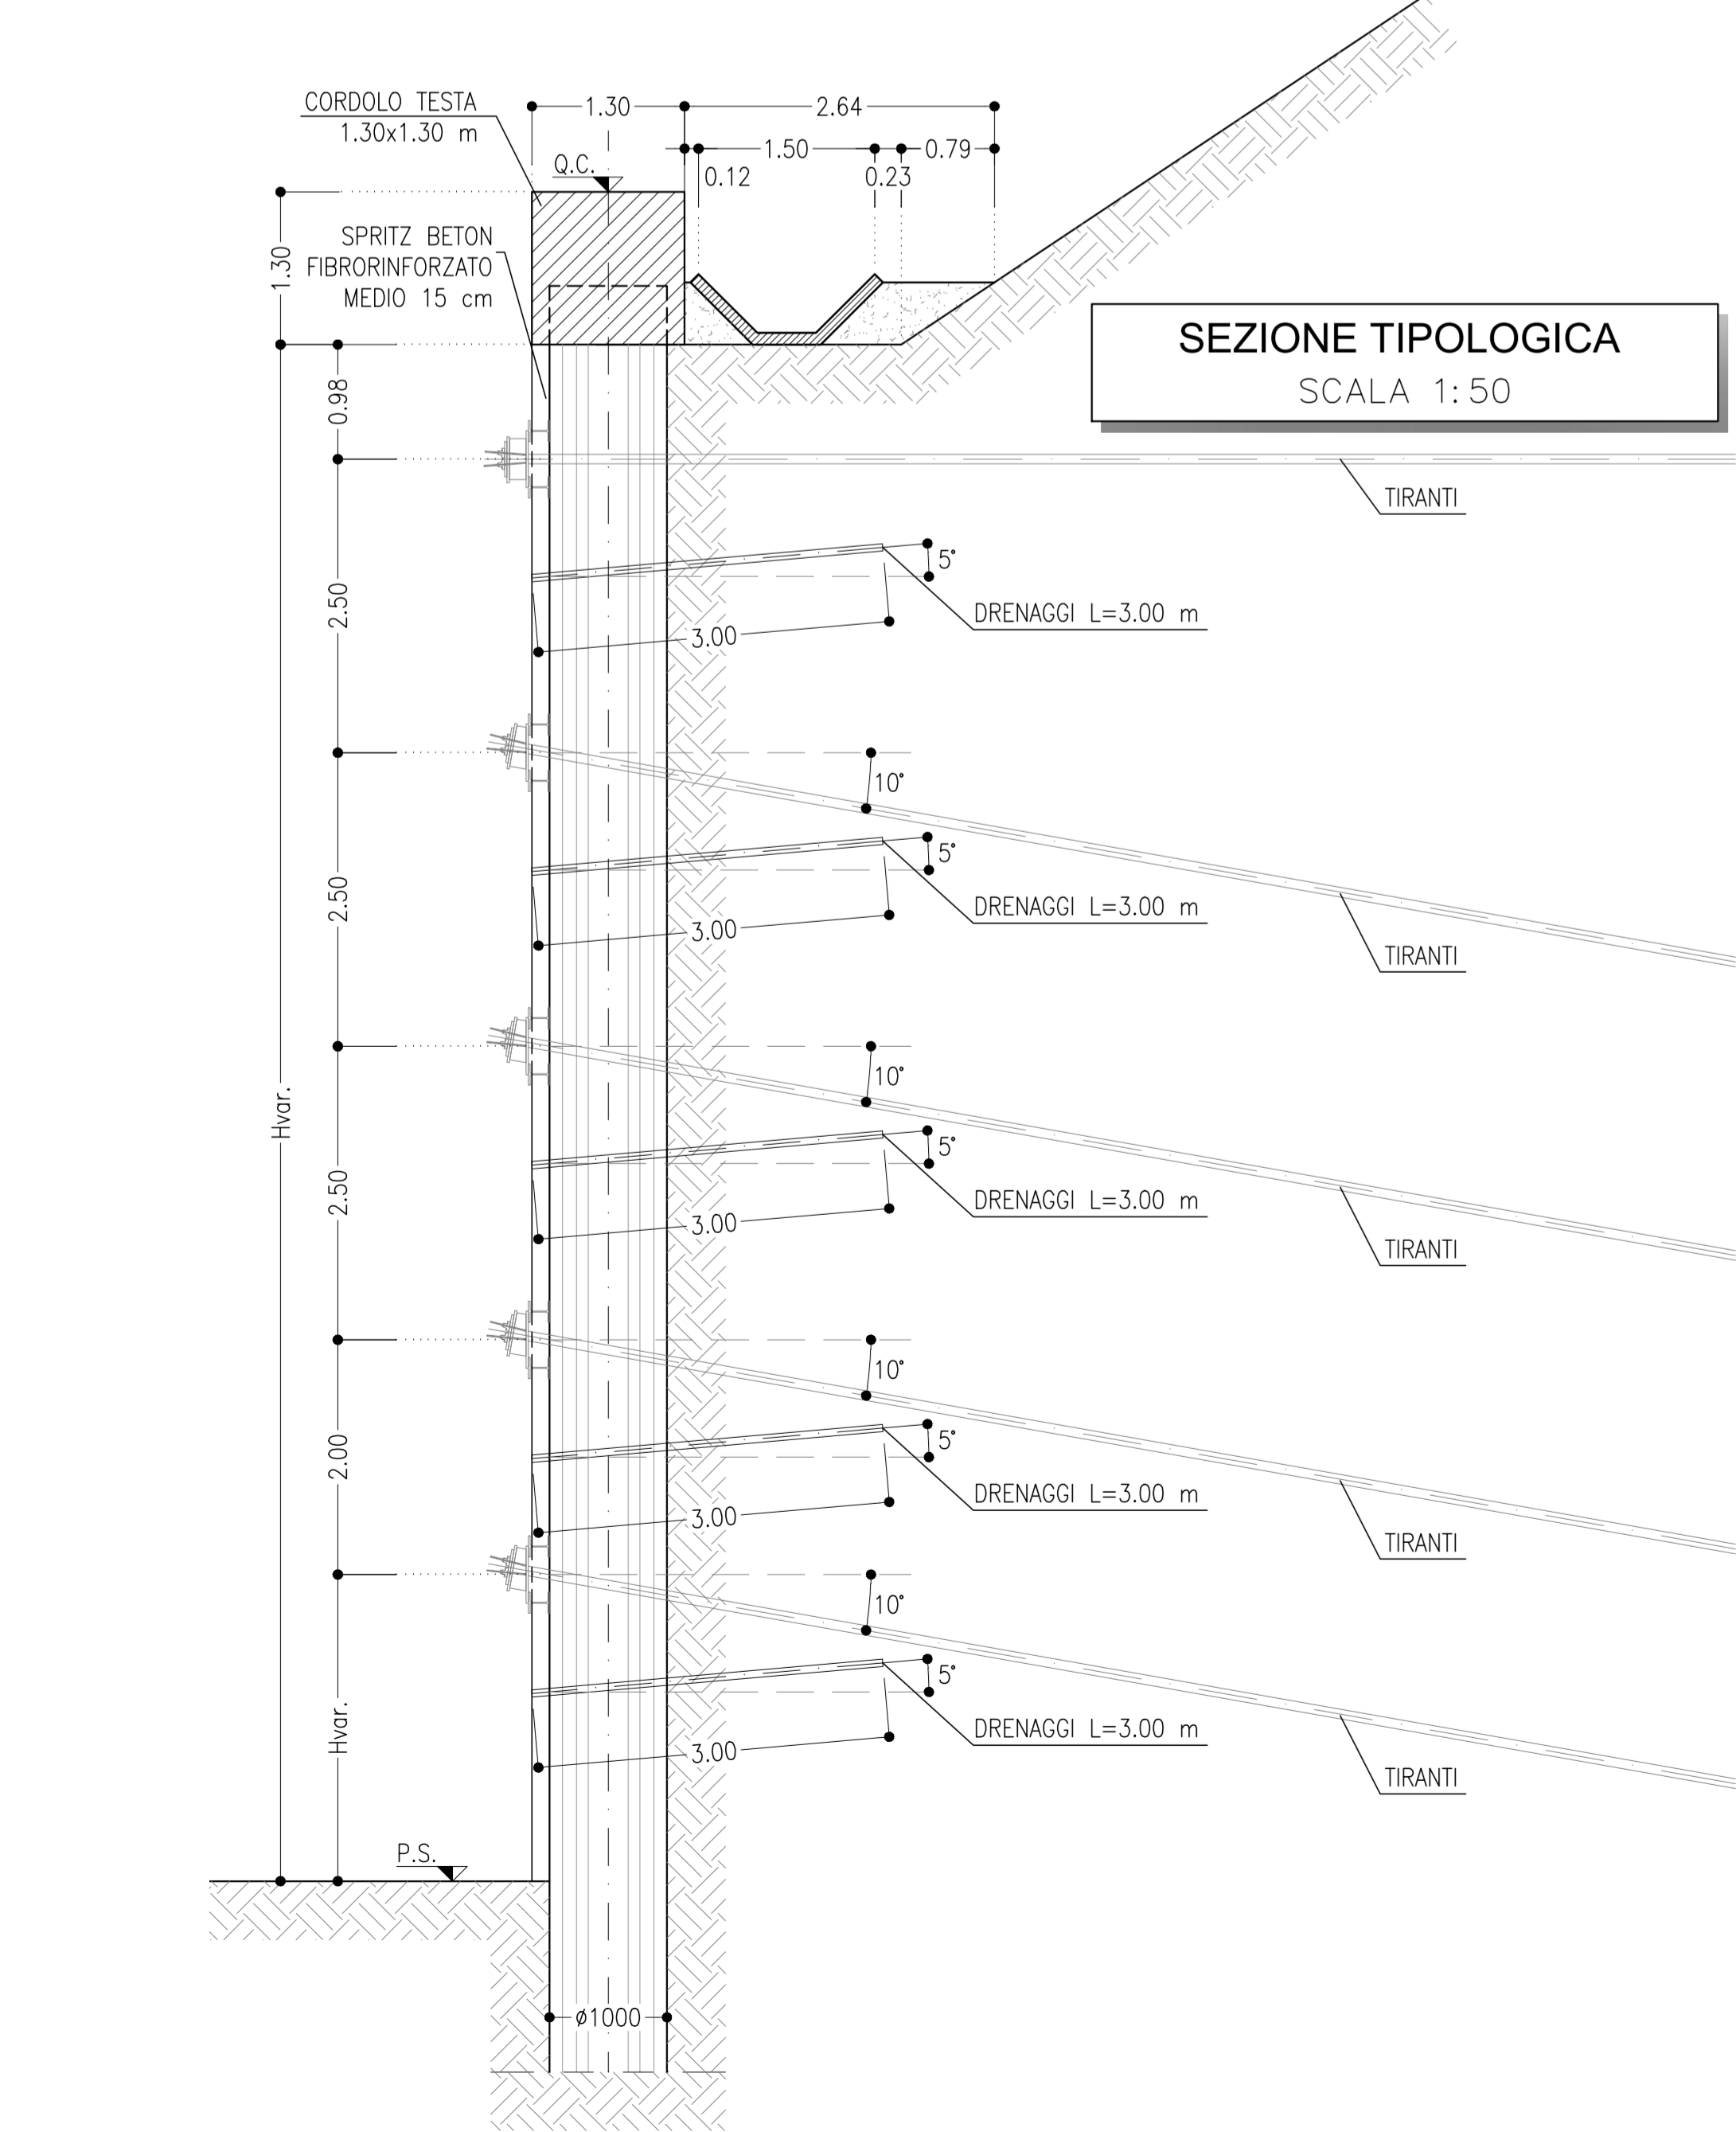 1.30
2.64
CORDOLO TESTA
1.30x1.30 m
1.50
0.79
Q.C.
0.12
0.23
SPRITZ BETON
FIBRORINFORZATO
MEDIO 15 cm
1.30
SEZIONE TIPOLOGICA
SCALA 1:50
0.98
TIRANTI
5°
2.50
DRENAGGI L=3.00 m
3.00
10°
5°
2.50
DRENAGGI L=3.00 m
3.00
TIRANTI
10°
Hvar.
5°
2.50
DRENAGGI L=3.00 m
3.00
TIRANTI
10°
5°
2.00
DRENAGGI L=3.00 m
3.00
TIRANTI
10°
5°
Hvar.
DRENAGGI L=3.00 m
3.00
TIRANTI
P.S.
ø1000